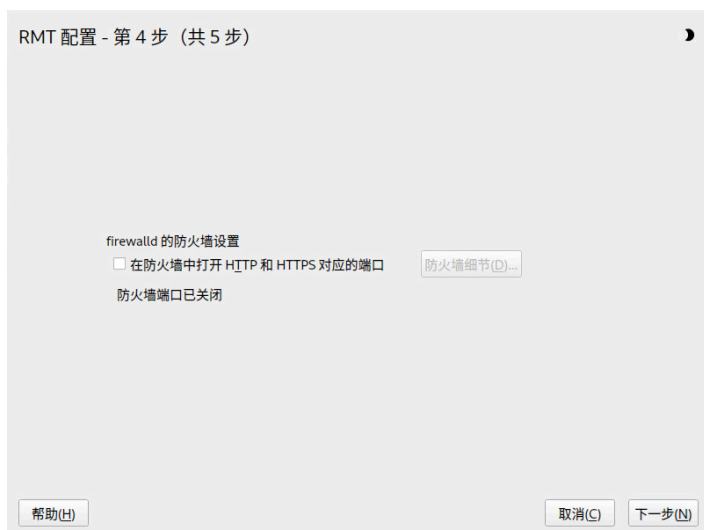 RMT 配置 - 第 4 步（共 5 步）
firewalld 的防火墙设置
在防火墙中打开 HTTP 和 HTTPS 对应的端口
防火墙细节(D)...
防火墙端口已关闭
帮助(H)
取消(C)
下一步(N)